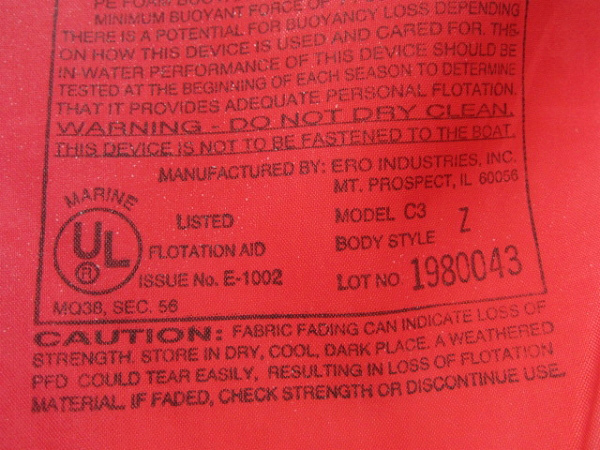 PE FOAM BUOYANT
MINIMUM BUOYANT FORCE OF
THERE IS A POTENTIAL FOR BUOYANCY LOSS DEPENDING
ON HOW THIS DEVICE IS USED AND CARED FOR. THE
IN-WATER PERFORMANCE OF THIS DEVICE SHOULD BE
TESTED AT THE BEGINNING OF EACH SEASON TO DETERMINE
THAT IT PROVIDES ADEQUATE PERSONAL FLOTATION.
WARNING - DO NOT DRY CLEAN.
THIS DEVICE IS NOT TO BE FASTENED TO THE BOAT.
MANUFACTURED BY: ERO INDUSTRIES, INC.
MT. PROSPECT, IL 60056
MARINE
UL
®
LISTED
FLOTATION AID
ISSUE No. E-1002
MQ38, SEC. 56
MODEL C3
BODY STYLE Z
LOT NO 1980043
CAUTION: FABRIC FADING CAN INDICATE LOSS OF
STRENGTH. STORE IN DRY, COOL, DARK PLACE. A WEATHERED
PFD COULD TEAR EASILY, RESULTING IN LOSS OF FLOTATION
MATERIAL. IF FADED, CHECK STRENGTH OR DISCONTINUE USE.